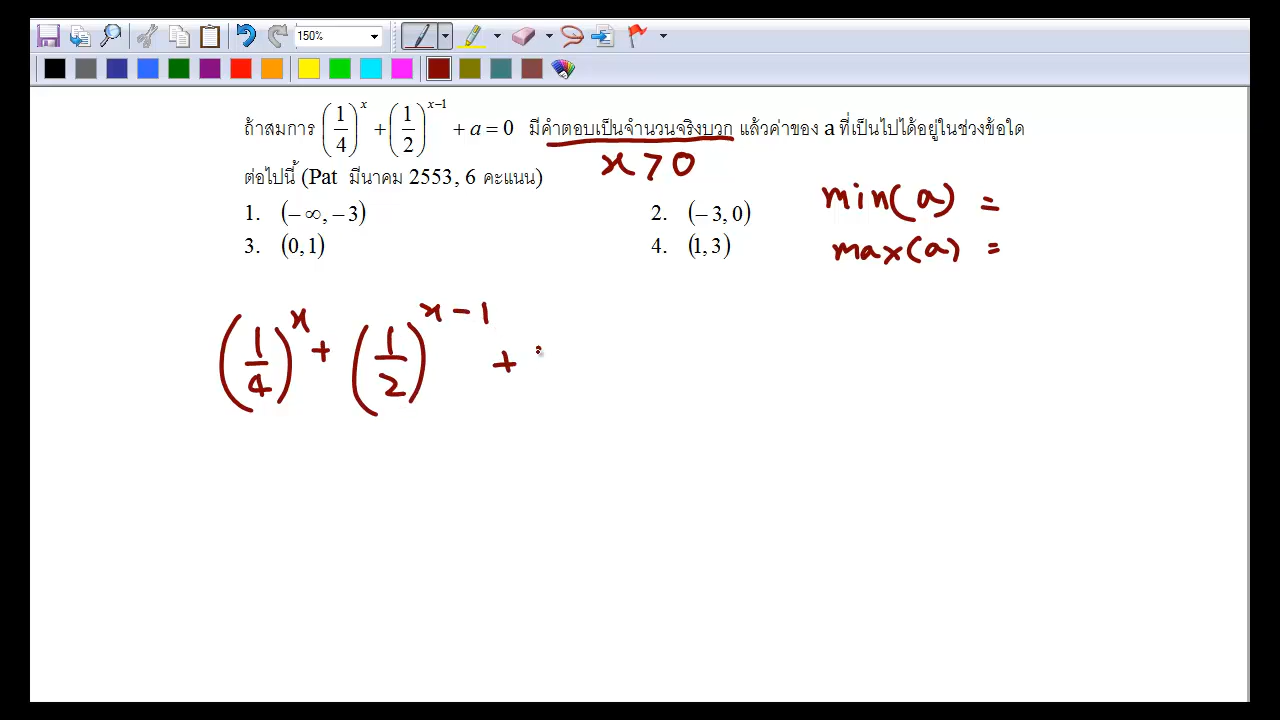 150%
ถ้าสมการ (1/4)^x + (1/2)^(x−1) + a = 0 มีคำตอบเป็นจำนวนจริงบวก แล้วค่าของ a ที่เป็นไปได้อยู่ในช่วงข้อใด
x > 0
ต่อไปนี้ (Pat มีนาคม 2553, 6 คะแนน)
1. (−∞, −3) 2. (−3, 0)
min(a) =
3. (0, 1) 4. (1, 3)
max(a) =
(1/4)^x + (1/2)^(x−1) +